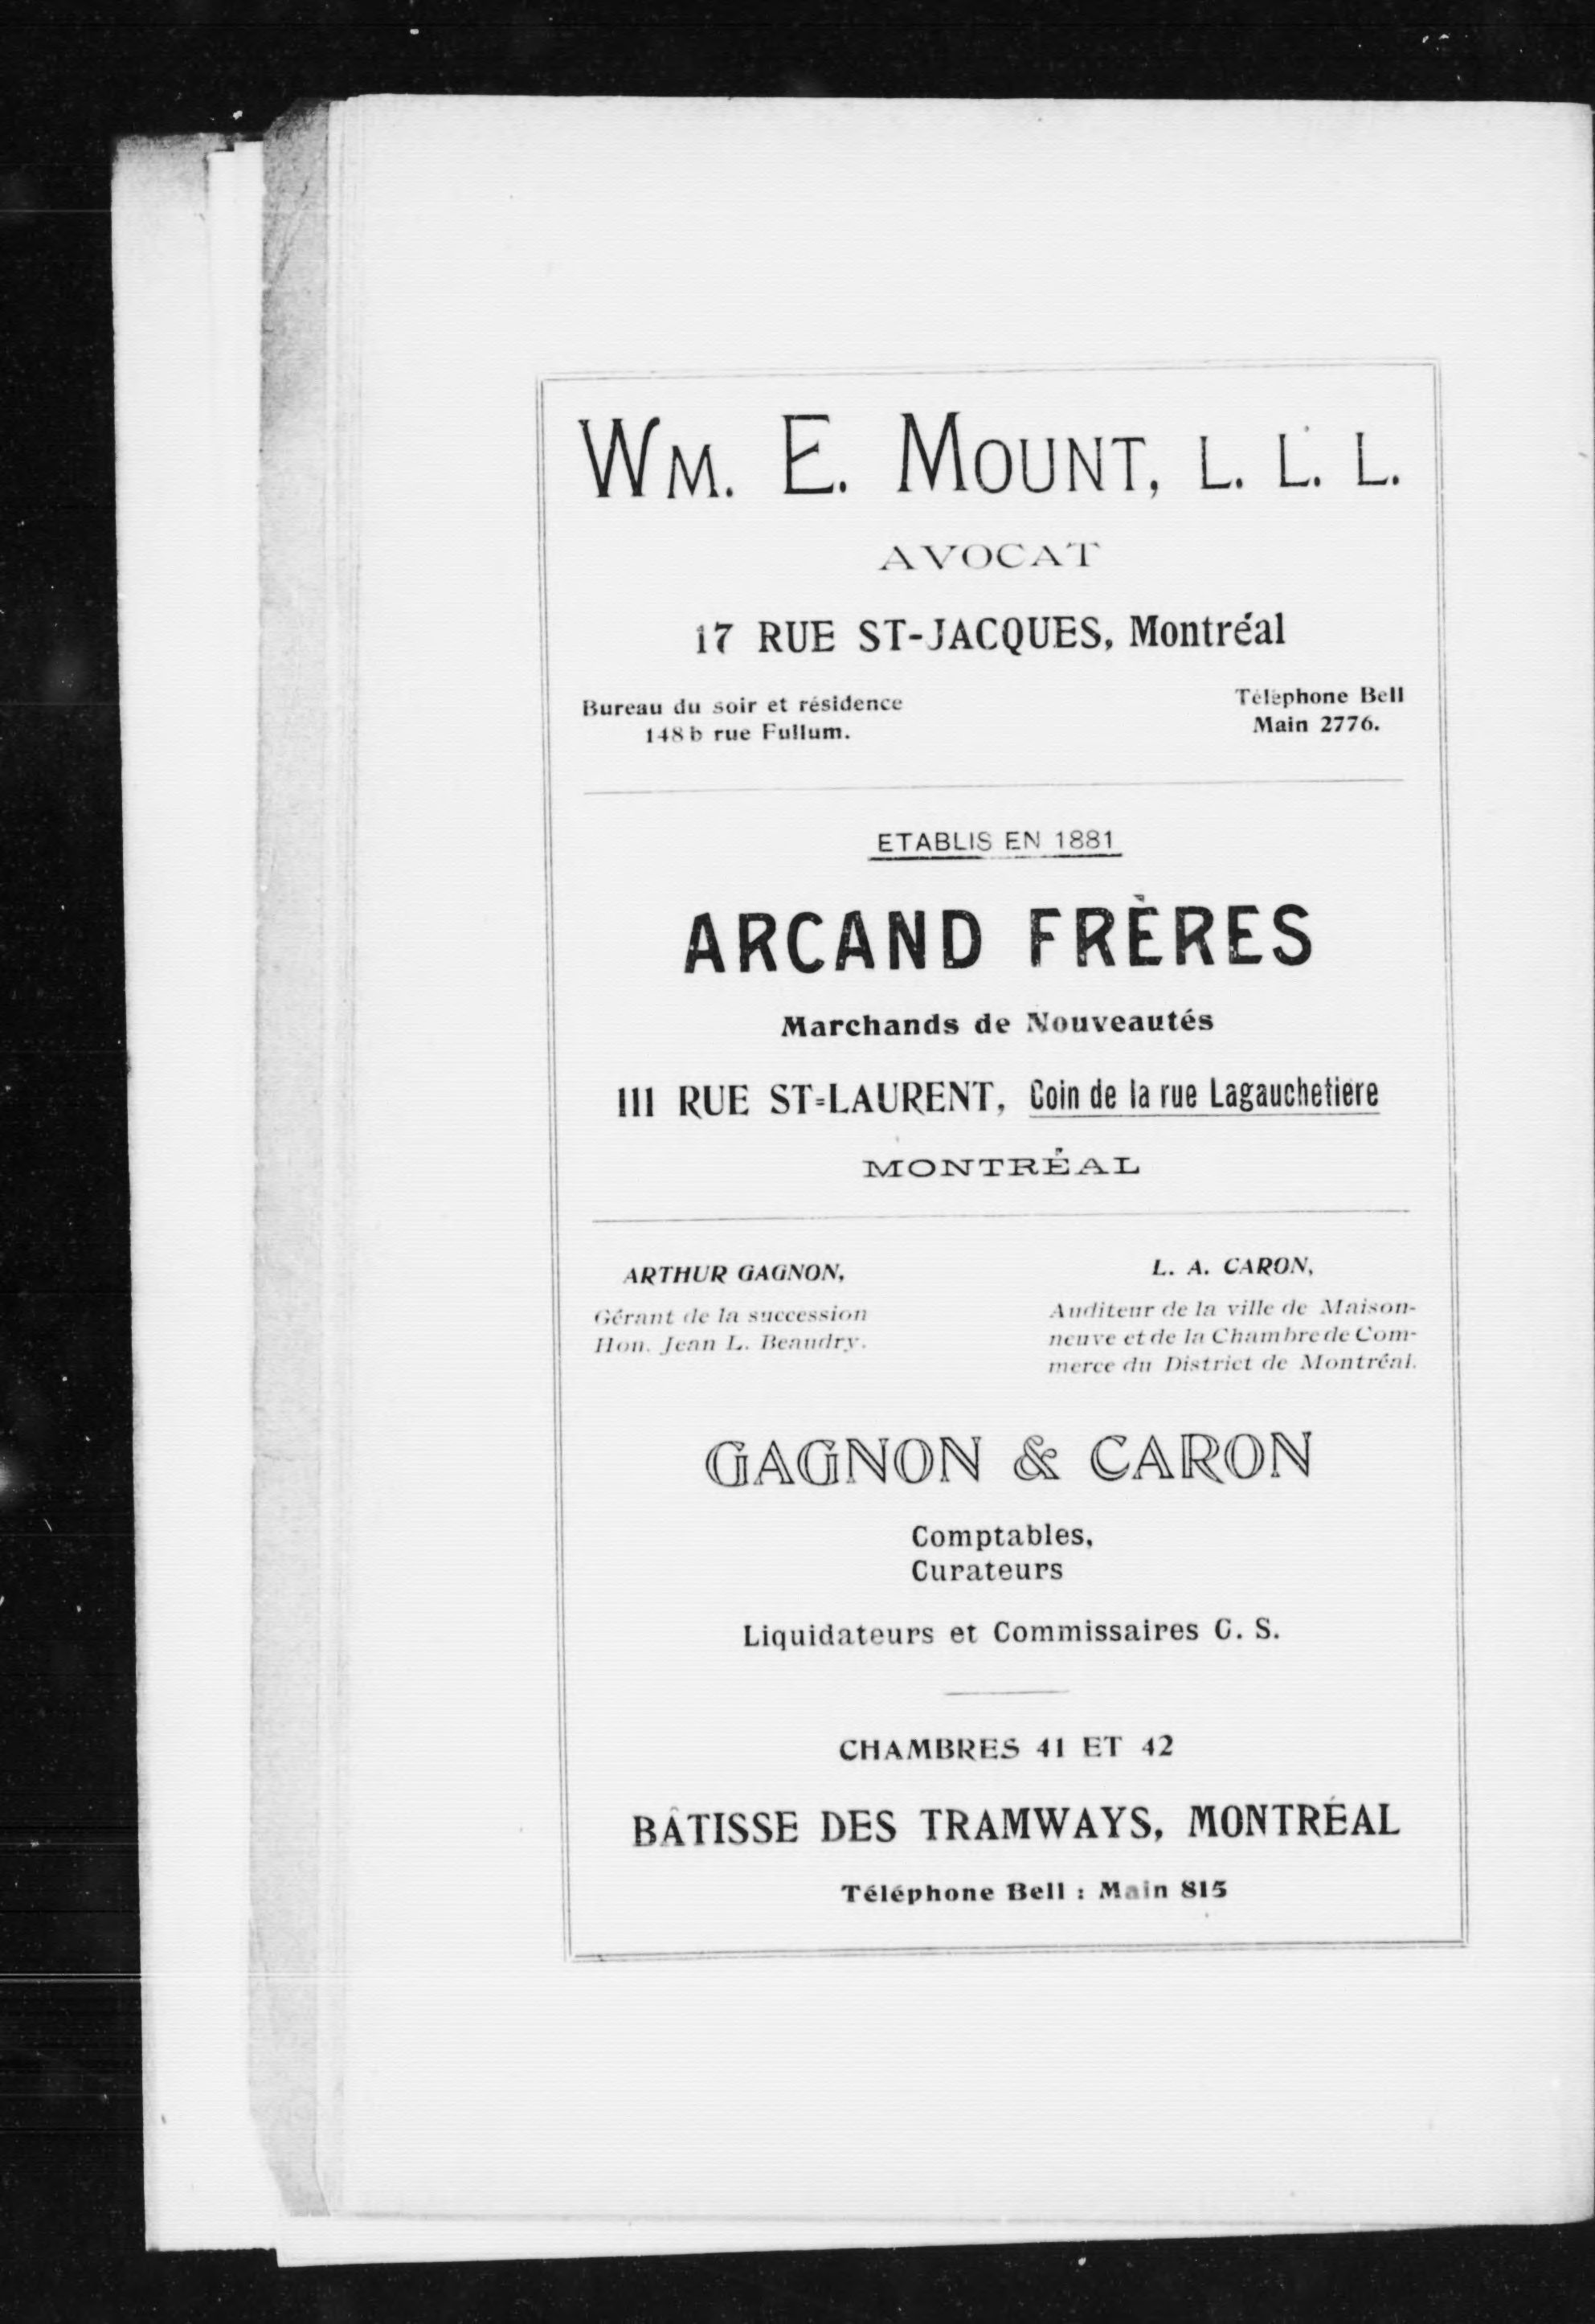 WM. E. MOUNT, L. L. L.
AVOCAT
17 RUE ST-JACQUES, Montréal
Bureau du soir et résidence
148 b rue Fullum.
Téléphone Bell
Main 2776.
ETABLIS EN 1881
ARCAND FRÈRES
Marchands de Nouveautés
111 RUE ST-LAURENT, Coin de la rue Lagauchetiere
MONTRÉAL
ARTHUR GAGNON,
Gérant de la succession
Hon. Jean L. Beaudry.
L. A. CARON,
Auditeur de la ville de Maison-
neuve et de la Chambre de Com-
merce du District de Montréal.
GAGNON & CARON
Comptables,
Curateurs
Liquidateurs et Commissaires C. S.
CHAMBRES 41 ET 42
BÂTISSE DES TRAMWAYS, MONTRÉAL
Téléphone Bell : Main 815